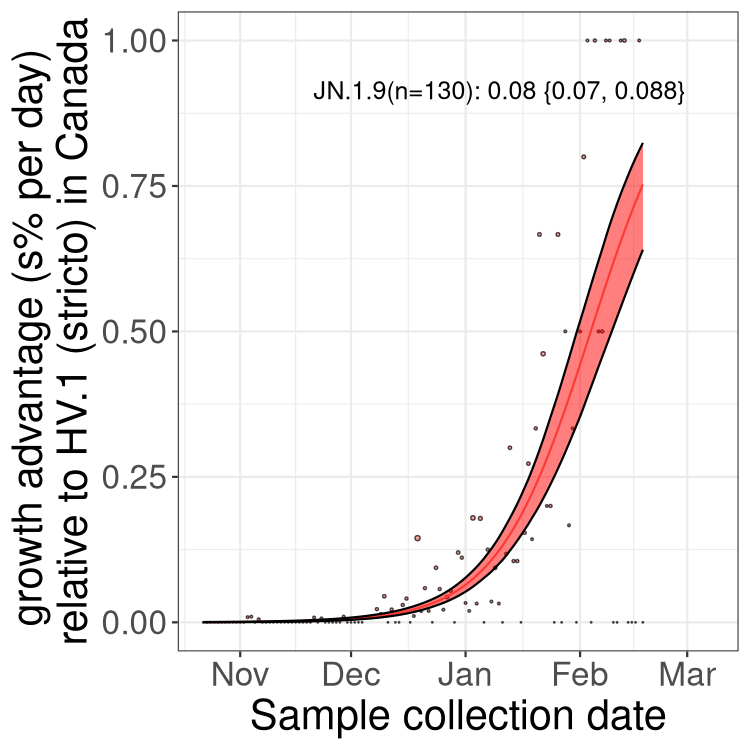 growth advantage (s% per day)
relative to HV.1 (stricto) in Canada
1.00
0.75
0.50
0.25
0.00
JN.1.9(n=130): 0.08 {0.07, 0.088}
Nov Dec Jan Feb Mar
Sample collection date